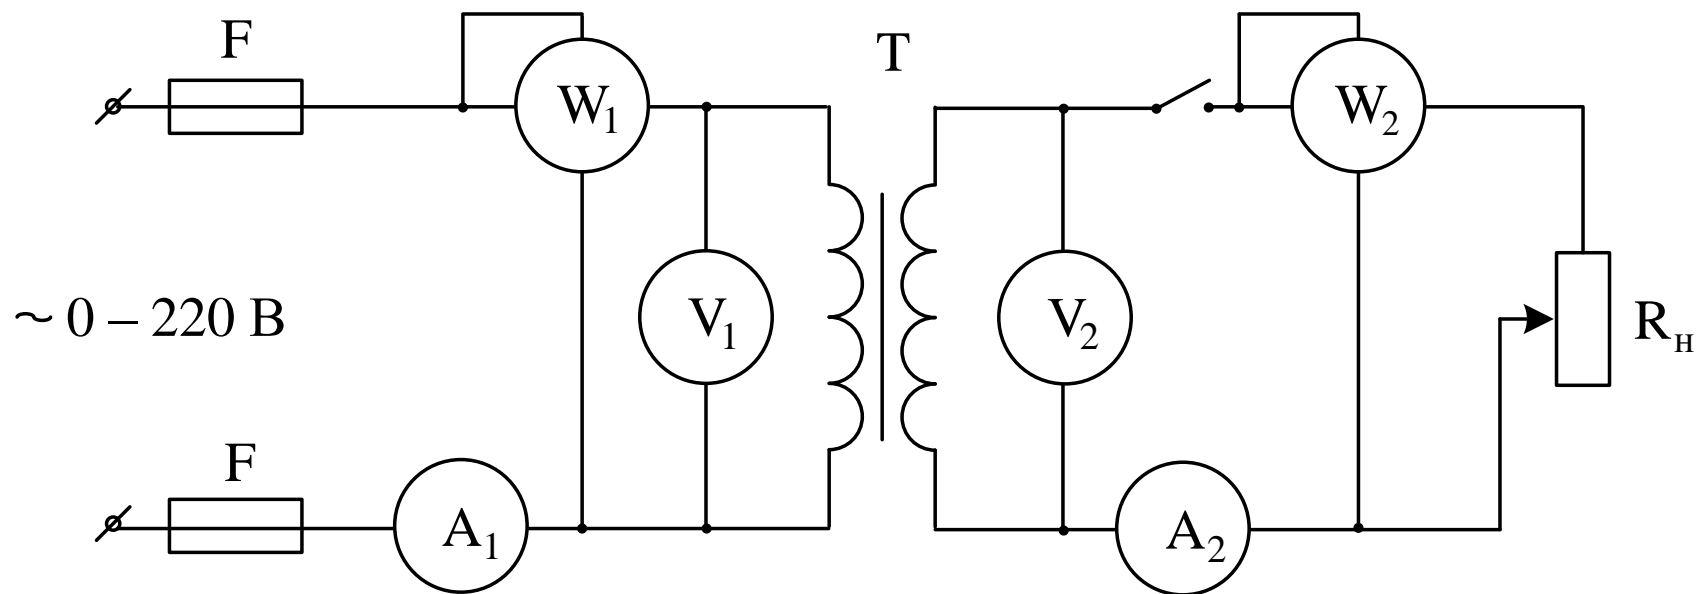 F
T
W₁
W₂
~ 0 – 220 В
V₁
V₂
Rн
F
A₁
A₂